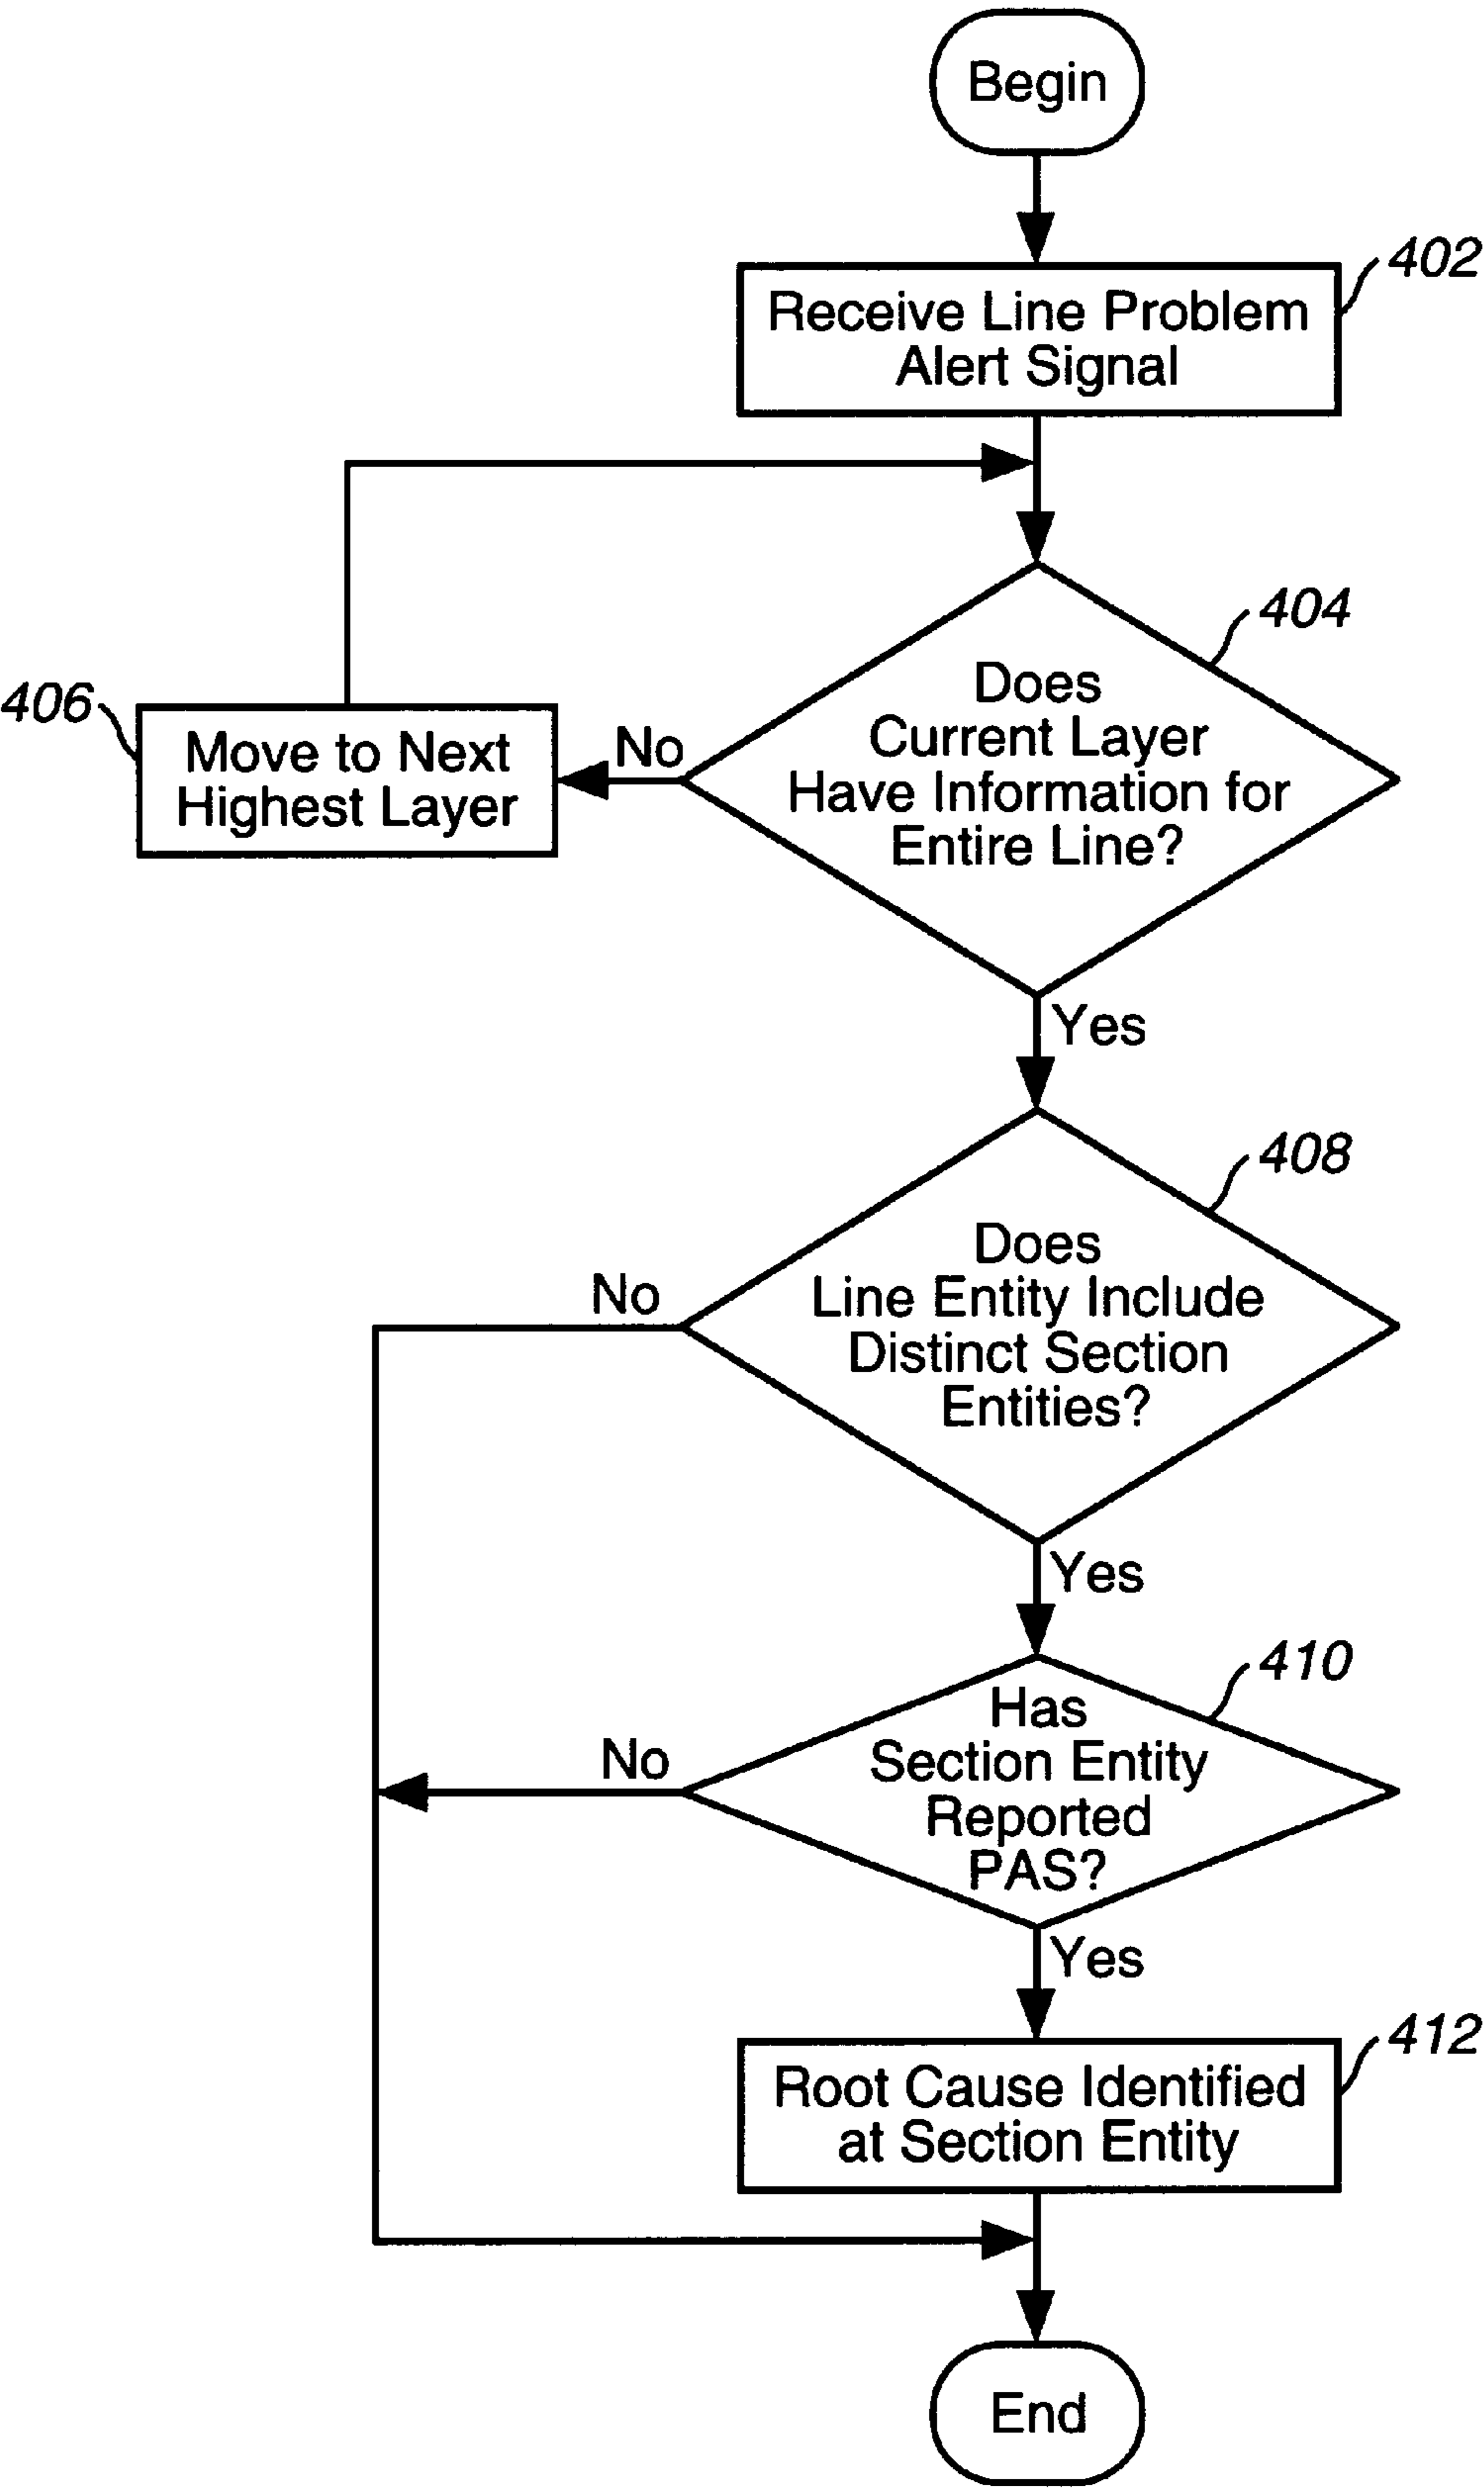 Begin
402
Receive Line Problem
Alert Signal
404
Does
Current Layer
Have Information for
Entire Line?
No
406
Move to Next
Highest Layer
Yes
408
Does
Line Entity Include
Distinct Section
Entities?
No
Yes
410
Has
Section Entity
Reported
PAS?
No
Yes
412
Root Cause Identified
at Section Entity
End